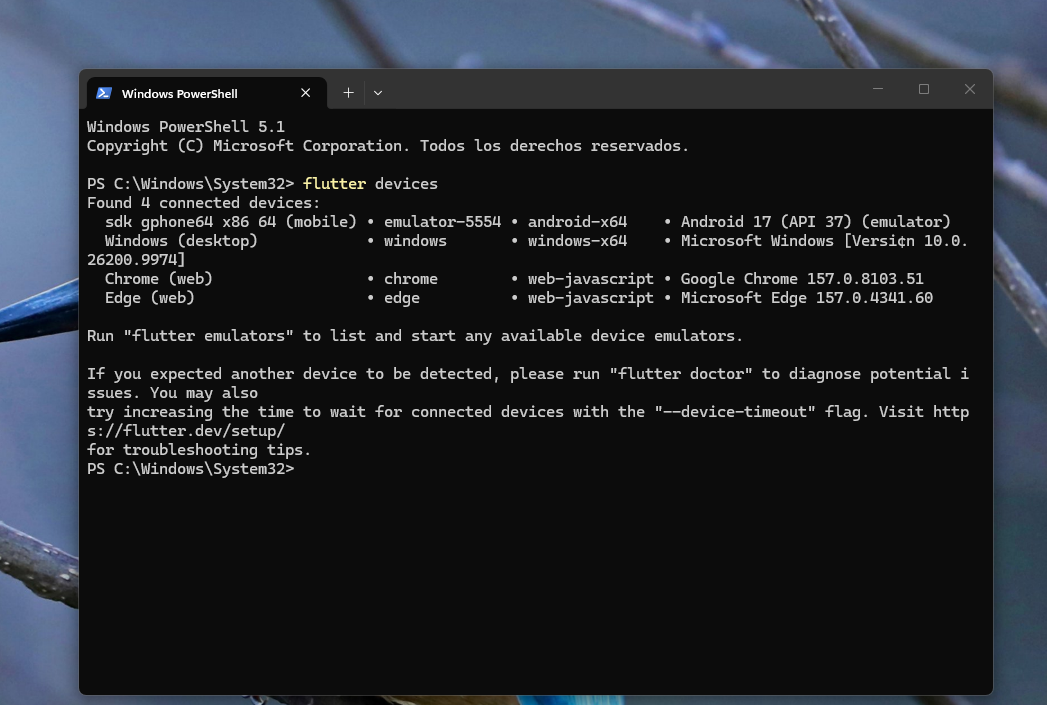 Windows PowerShell
Windows PowerShell 5.1
Copyright (C) Microsoft Corporation. Todos los derechos reservados.
PS C:\Windows\System32> flutter devices
Found 4 connected devices:
sdk gphone64 x86 64 (mobile) • emulator-5554 • android-x64 • Android 17 (API 37) (emulator)
Windows (desktop) • windows • windows-x64 • Microsoft Windows [Versi¢n 10.0.
26200.9974]
Chrome (web) • chrome • web-javascript • Google Chrome 157.0.8103.51
Edge (web) • edge • web-javascript • Microsoft Edge 157.0.4341.60
Run "flutter emulators" to list and start any available device emulators.
If you expected another device to be detected, please run "flutter doctor" to diagnose potential i
ssues. You may also
try increasing the time to wait for connected devices with the "--device-timeout" flag. Visit http
s://flutter.dev/setup/
for troubleshooting tips.
PS C:\Windows\System32>